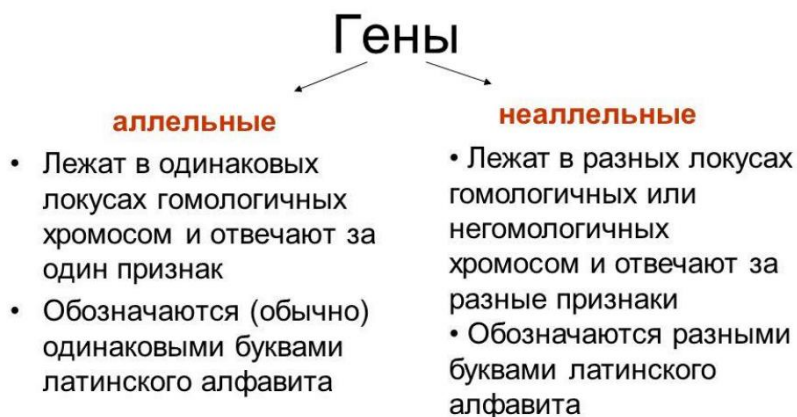 Гены
аллельные
• Лежат в одинаковых
локусах гомологичных
хромосом и отвечают за
один признак
• Обозначаются (обычно)
одинаковыми буквами
латинского алфавита
неаллельные
• Лежат в разных локусах
гомологичных или
негомологичных
хромосом и отвечают за
разные признаки
• Обозначаются разными
буквами латинского
алфавита